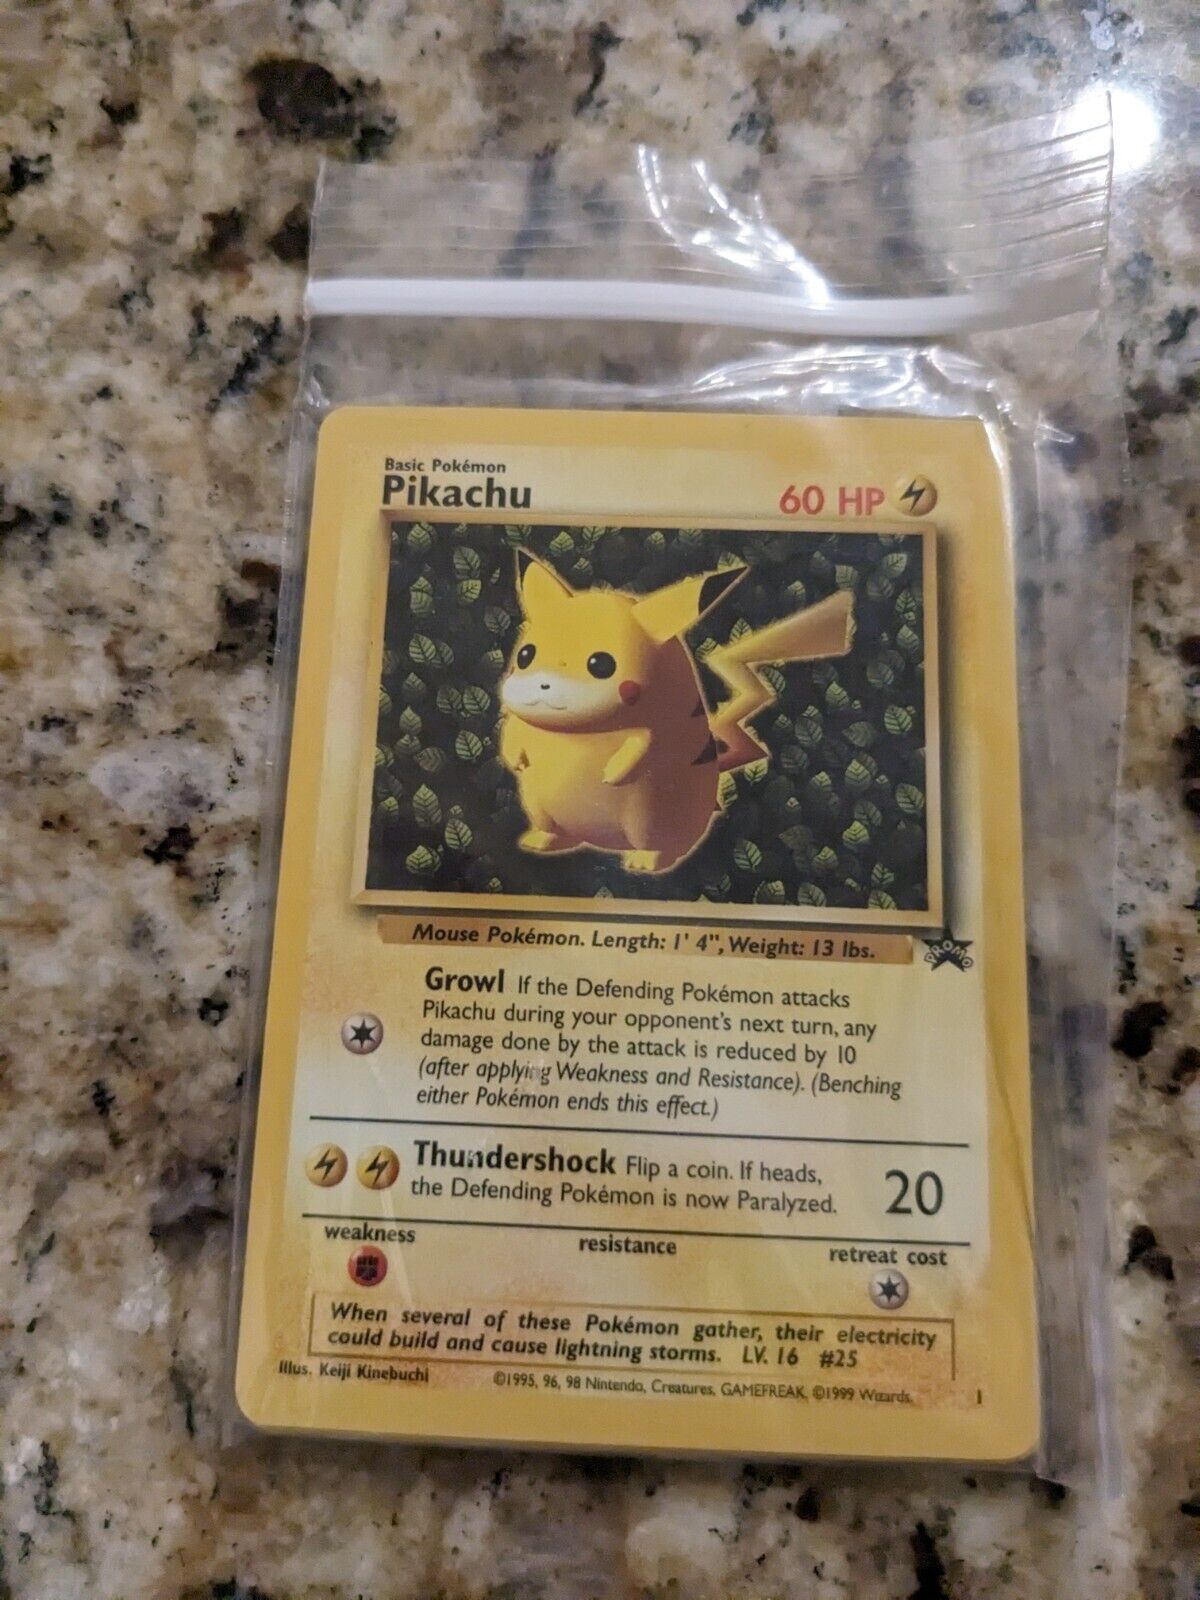 Basic Pokémon
Pikachu 60 HP
Mouse Pokémon. Length: 1' 4", Weight: 13 lbs.
PROMO
Growl If the Defending Pokémon attacks
Pikachu during your opponent's next turn, any
damage done by the attack is reduced by 10
(after applying Weakness and Resistance). (Benching
either Pokémon ends this effect.)
Thundershock Flip a coin. If heads,
the Defending Pokémon is now Paralyzed. 20
weakness resistance retreat cost
When several of these Pokémon gather, their electricity
could build and cause lightning storms. LV. 16 #25
Illus. Keiji Kinebuchi ©1995, 96, 98 Nintendo, Creatures, GAMEFREAK. ©1999 Wizards. 1